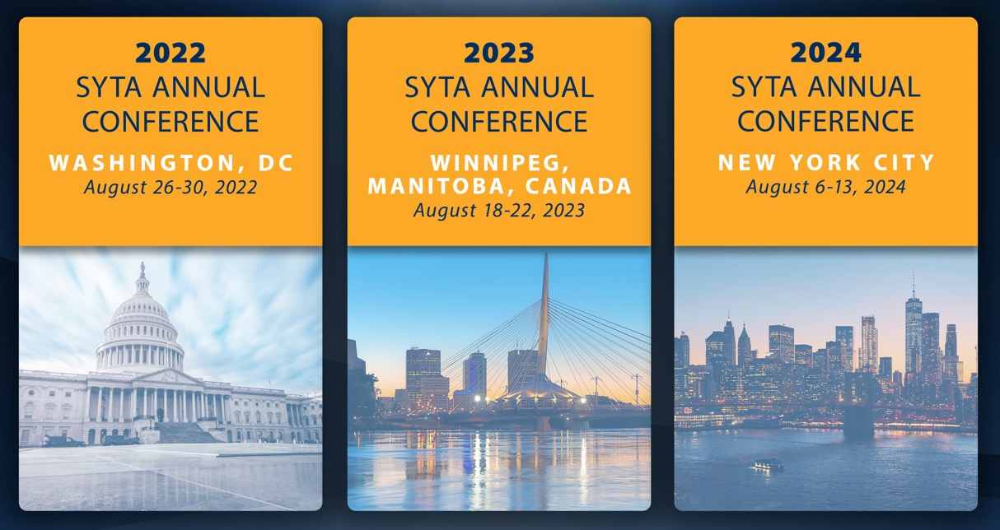 2022
SYTA ANNUAL
CONFERENCE
WASHINGTON, DC
August 26-30, 2022
2023
SYTA ANNUAL
CONFERENCE
WINNIPEG,
MANITOBA, CANADA
August 18-22, 2023
2024
SYTA ANNUAL
CONFERENCE
NEW YORK CITY
August 6-13, 2024